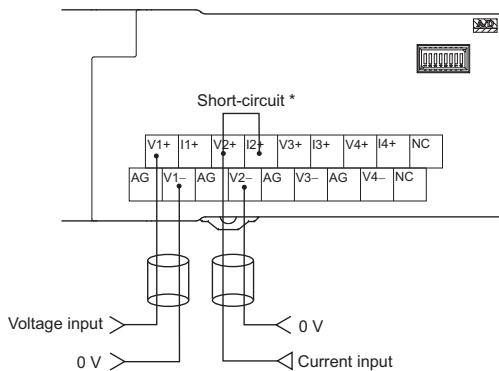 A/D
Short-circuit *
V1+ I1+ V2+ I2+ V3+ I3+ V4+ I4+ NC
AG V1– AG V2– AG V3– AG V4– NC
Voltage input
0 V
0 V
Current input